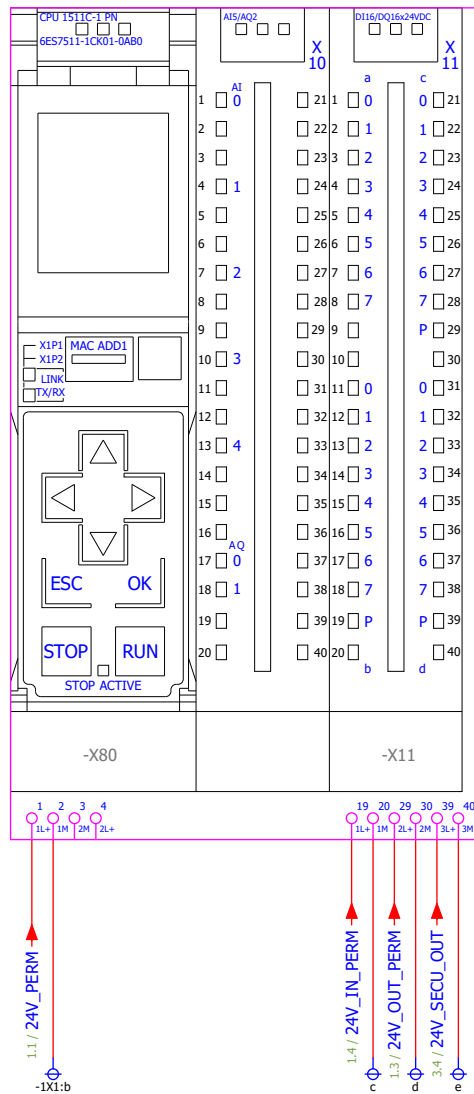 CPU 1511C-1 PN
6ES7511-1CK01-0AB0
AI5/AQ2
DI16/DQ16x24VDC
X
10
X
11
AI
a
c
1 0 21 1 0 0 21
2 22 2 1 1 22
3 23 3 2 2 23
4 1 24 4 3 3 24
5 25 5 4 4 25
6 26 6 5 5 26
7 2 27 7 6 6 27
8 28 8 7 7 28
9 29 9 P 29
X1P1
MAC ADD1
X1P2
10 3 30 10 30
LINK
TX/RX
11 31 11 0 0 31
12 32 12 1 1 32
13 4 33 13 2 2 33
14 34 14 3 3 34
15 35 15 4 4 35
16 36 16 5 5 36
AQ
17 0 37 17 6 6 37
18 1 38 18 7 7 38
19 39 19 P P 39
20 40 20 40
b
d
ESC
OK
STOP
RUN
STOP ACTIVE
-X80
-X11
1 2 3 4
1L+ 1M 2M 2L+
19 20 29 30 39 40
1L+ 1M 2L+ 2M 3L+ 3M
1.1 / 24V_PERM
1.4 / 24V_IN_PERM
1.3 / 24V_OUT_PERM
3.4 / 24V_SECU_OUT
-1X1:b
c
d
e